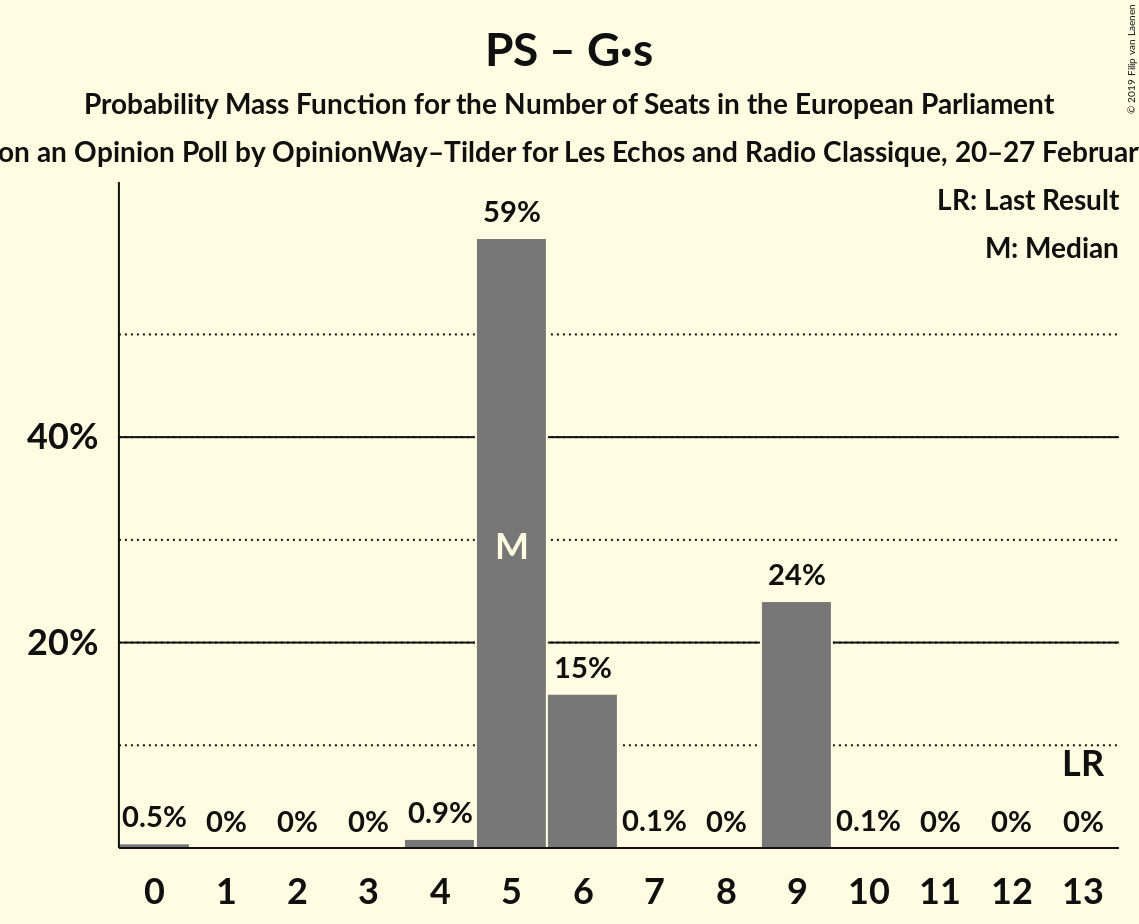 PS – G·s
Probability Mass Function for the Number of Seats in the European Parliament
on an Opinion Poll by OpinionWay–Tilder for Les Echos and Radio Classique, 20–27 Februar
© 2019 Filip van Laenen
LR: Last Result
M: Median
59%
40%
M
24%
20%
15%
LR
0.5% 0% 0% 0% 0.9% 0.1% 0% 0.1% 0% 0% 0%
0 1 2 3 4 5 6 7 8 9 10 11 12 13